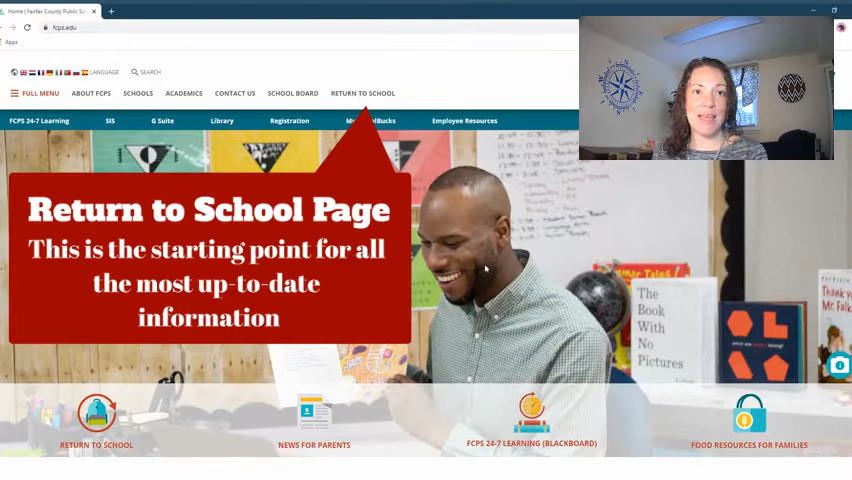 Home | Fairfax County Public Sc
fcps.edu
Apps
LANGUAGE
SEARCH
FULL MENU
ABOUT FCPS
SCHOOLS
ACADEMICS
CONTACT US
SCHOOL BOARD
RETURN TO SCHOOL
FCPS 24-7 Learning
SIS
G Suite
Library
Registration
Employee Resources
Return to School Page
This is the starting point for all
the most up-to-date
information
The
Book
With
No
Pictures
Thank
RETURN TO SCHOOL
NEWS FOR PARENTS
FCPS 24-7 LEARNING (BLACKBOARD)
FOOD RESOURCES FOR FAMILIES